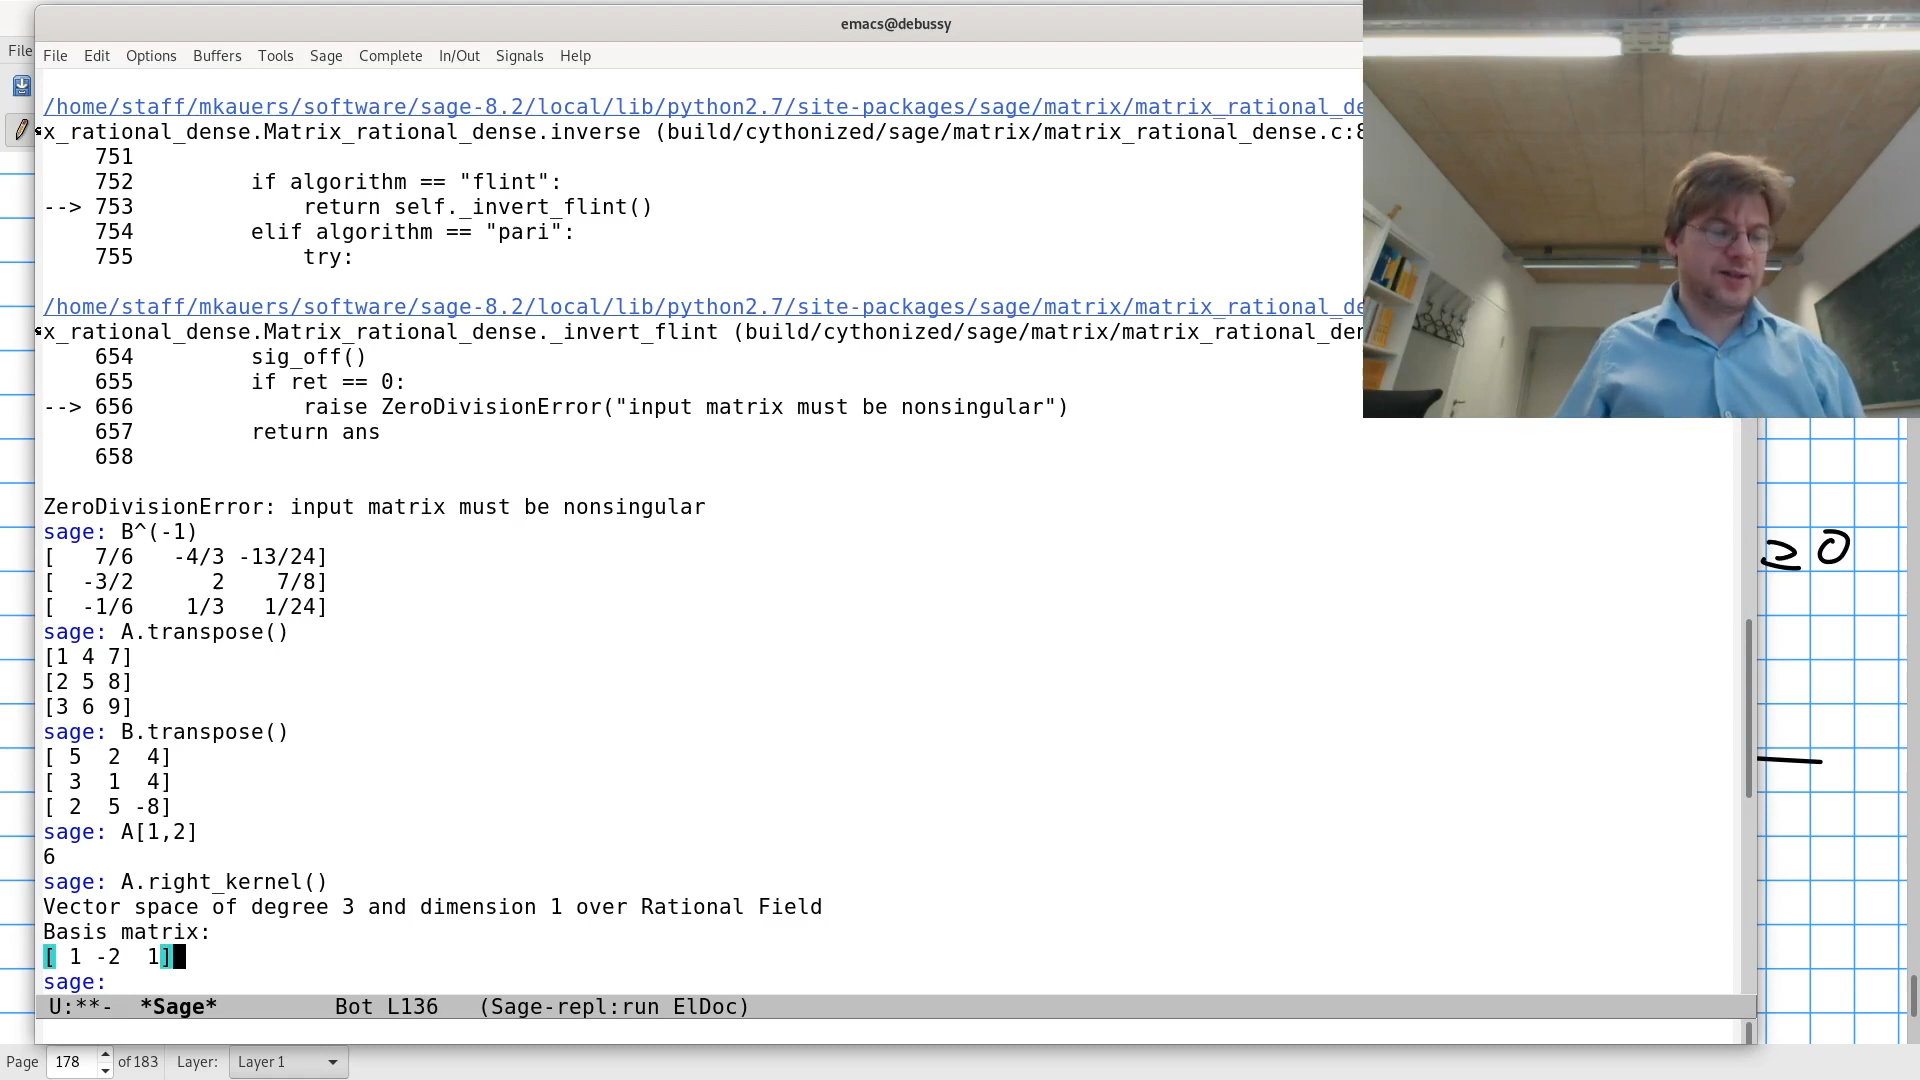 emacs@debussy
File
File Edit Options Buffers Tools Sage Complete In/Out Signals Help
/home/staff/mkauers/software/sage-8.2/local/lib/python2.7/site-packages/sage/matrix/matrix_rational_de
x_rational_dense.Matrix_rational_dense.inverse (build/cythonized/sage/matrix/matrix_rational_dense.c:8
751
752 if algorithm == "flint":
--> 753 return self._invert_flint()
754 elif algorithm == "pari":
755 try:
/home/staff/mkauers/software/sage-8.2/local/lib/python2.7/site-packages/sage/matrix/matrix_rational_de
x_rational_dense.Matrix_rational_dense._invert_flint (build/cythonized/sage/matrix/matrix_rational_den
654 sig_off()
655 if ret == 0:
--> 656 raise ZeroDivisionError("input matrix must be nonsingular")
657 return ans
658
ZeroDivisionError: input matrix must be nonsingular
sage: B^(-1)
[ 7/6 -4/3 -13/24]
[ -3/2 2 7/8]
[ -1/6 1/3 1/24]
sage: A.transpose()
[1 4 7]
[2 5 8]
[3 6 9]
sage: B.transpose()
[ 5 2 4]
[ 3 1 4]
[ 2 5 -8]
sage: A[1,2]
6
sage: A.right_kernel()
Vector space of degree 3 and dimension 1 over Rational Field
Basis matrix:
[ 1 -2 1]
sage:
U:**- *Sage* Bot L136 (Sage-repl:run ElDoc)
Page 178 of 183 Layer: Layer 1